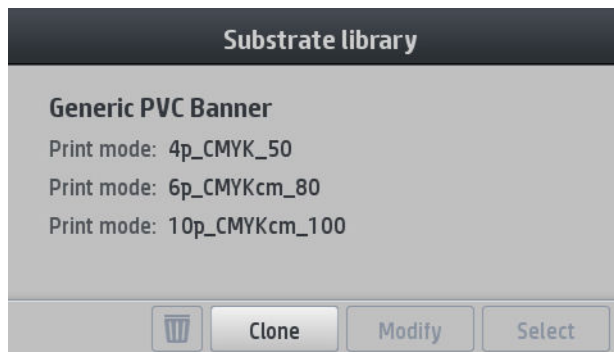 Substrate library
Generic PVC Banner
Print mode: 4p_CMYK_50
Print mode: 6p_CMYKcm_80
Print mode: 10p_CMYKcm_100
Clone Modify Select